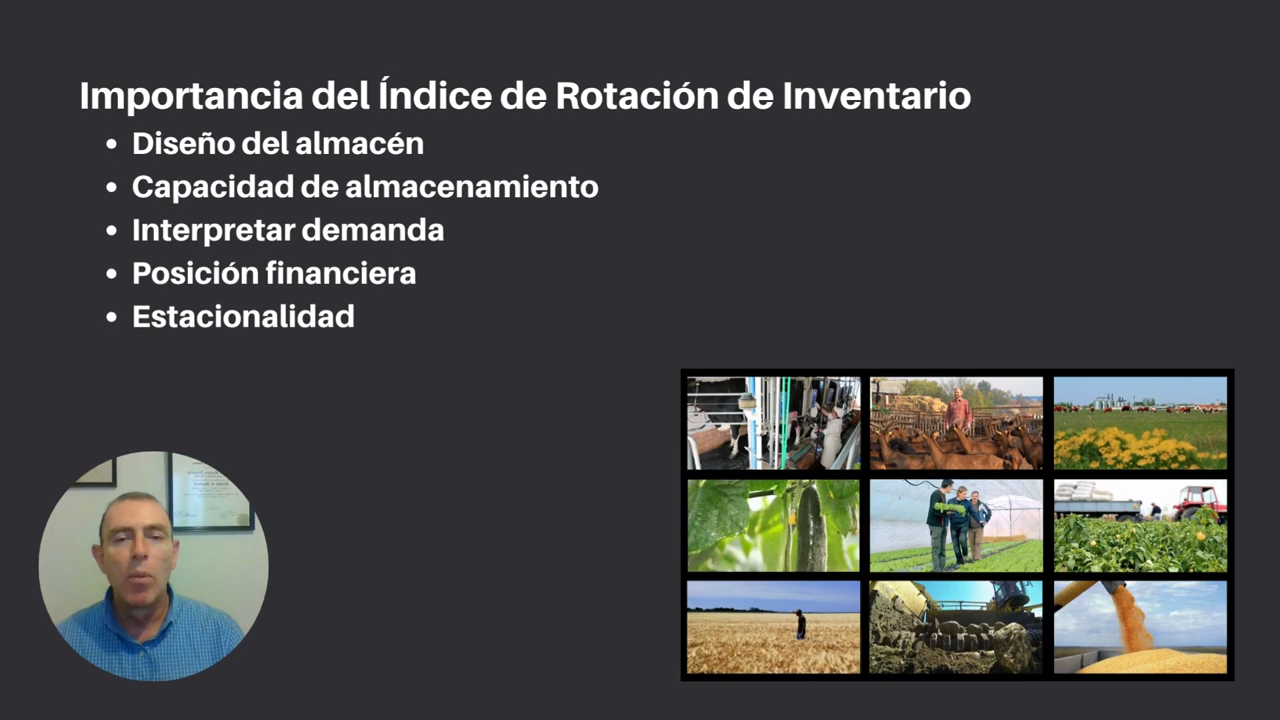 Importancia del Índice de Rotación de Inventario
• Diseño del almacén
• Capacidad de almacenamiento
• Interpretar demanda
• Posición financiera
• Estacionalidad